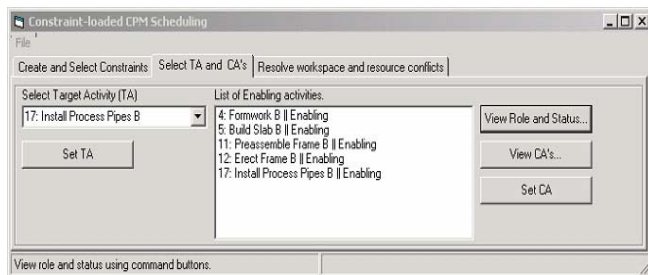 Constraint-loaded CPM Scheduling
File
Create and Select Constraints Select TA and CA's Resolve workspace and resource conflicts
Select Target Activity (TA)
17: Install Process Pipes B
Set TA
List of Enabling activities.
4: Formwork B || Enabling
5: Build Slab B || Enabling
11: Preassemble Frame B || Enabling
12: Erect Frame B || Enabling
17: Install Process Pipes B || Enabling
View Role and Status...
View CA's...
Set CA
View role and status using command buttons.